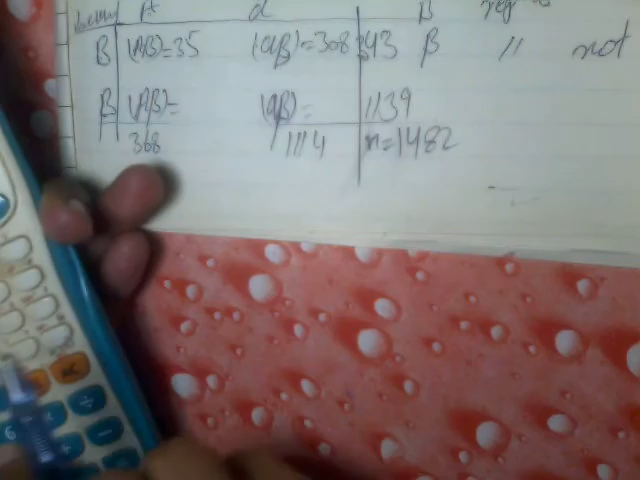 A α β
B (AB)=35 (αB)=308 343 β // not
β (Aβ)= (αβ)= 1139
368 1114 n=1482